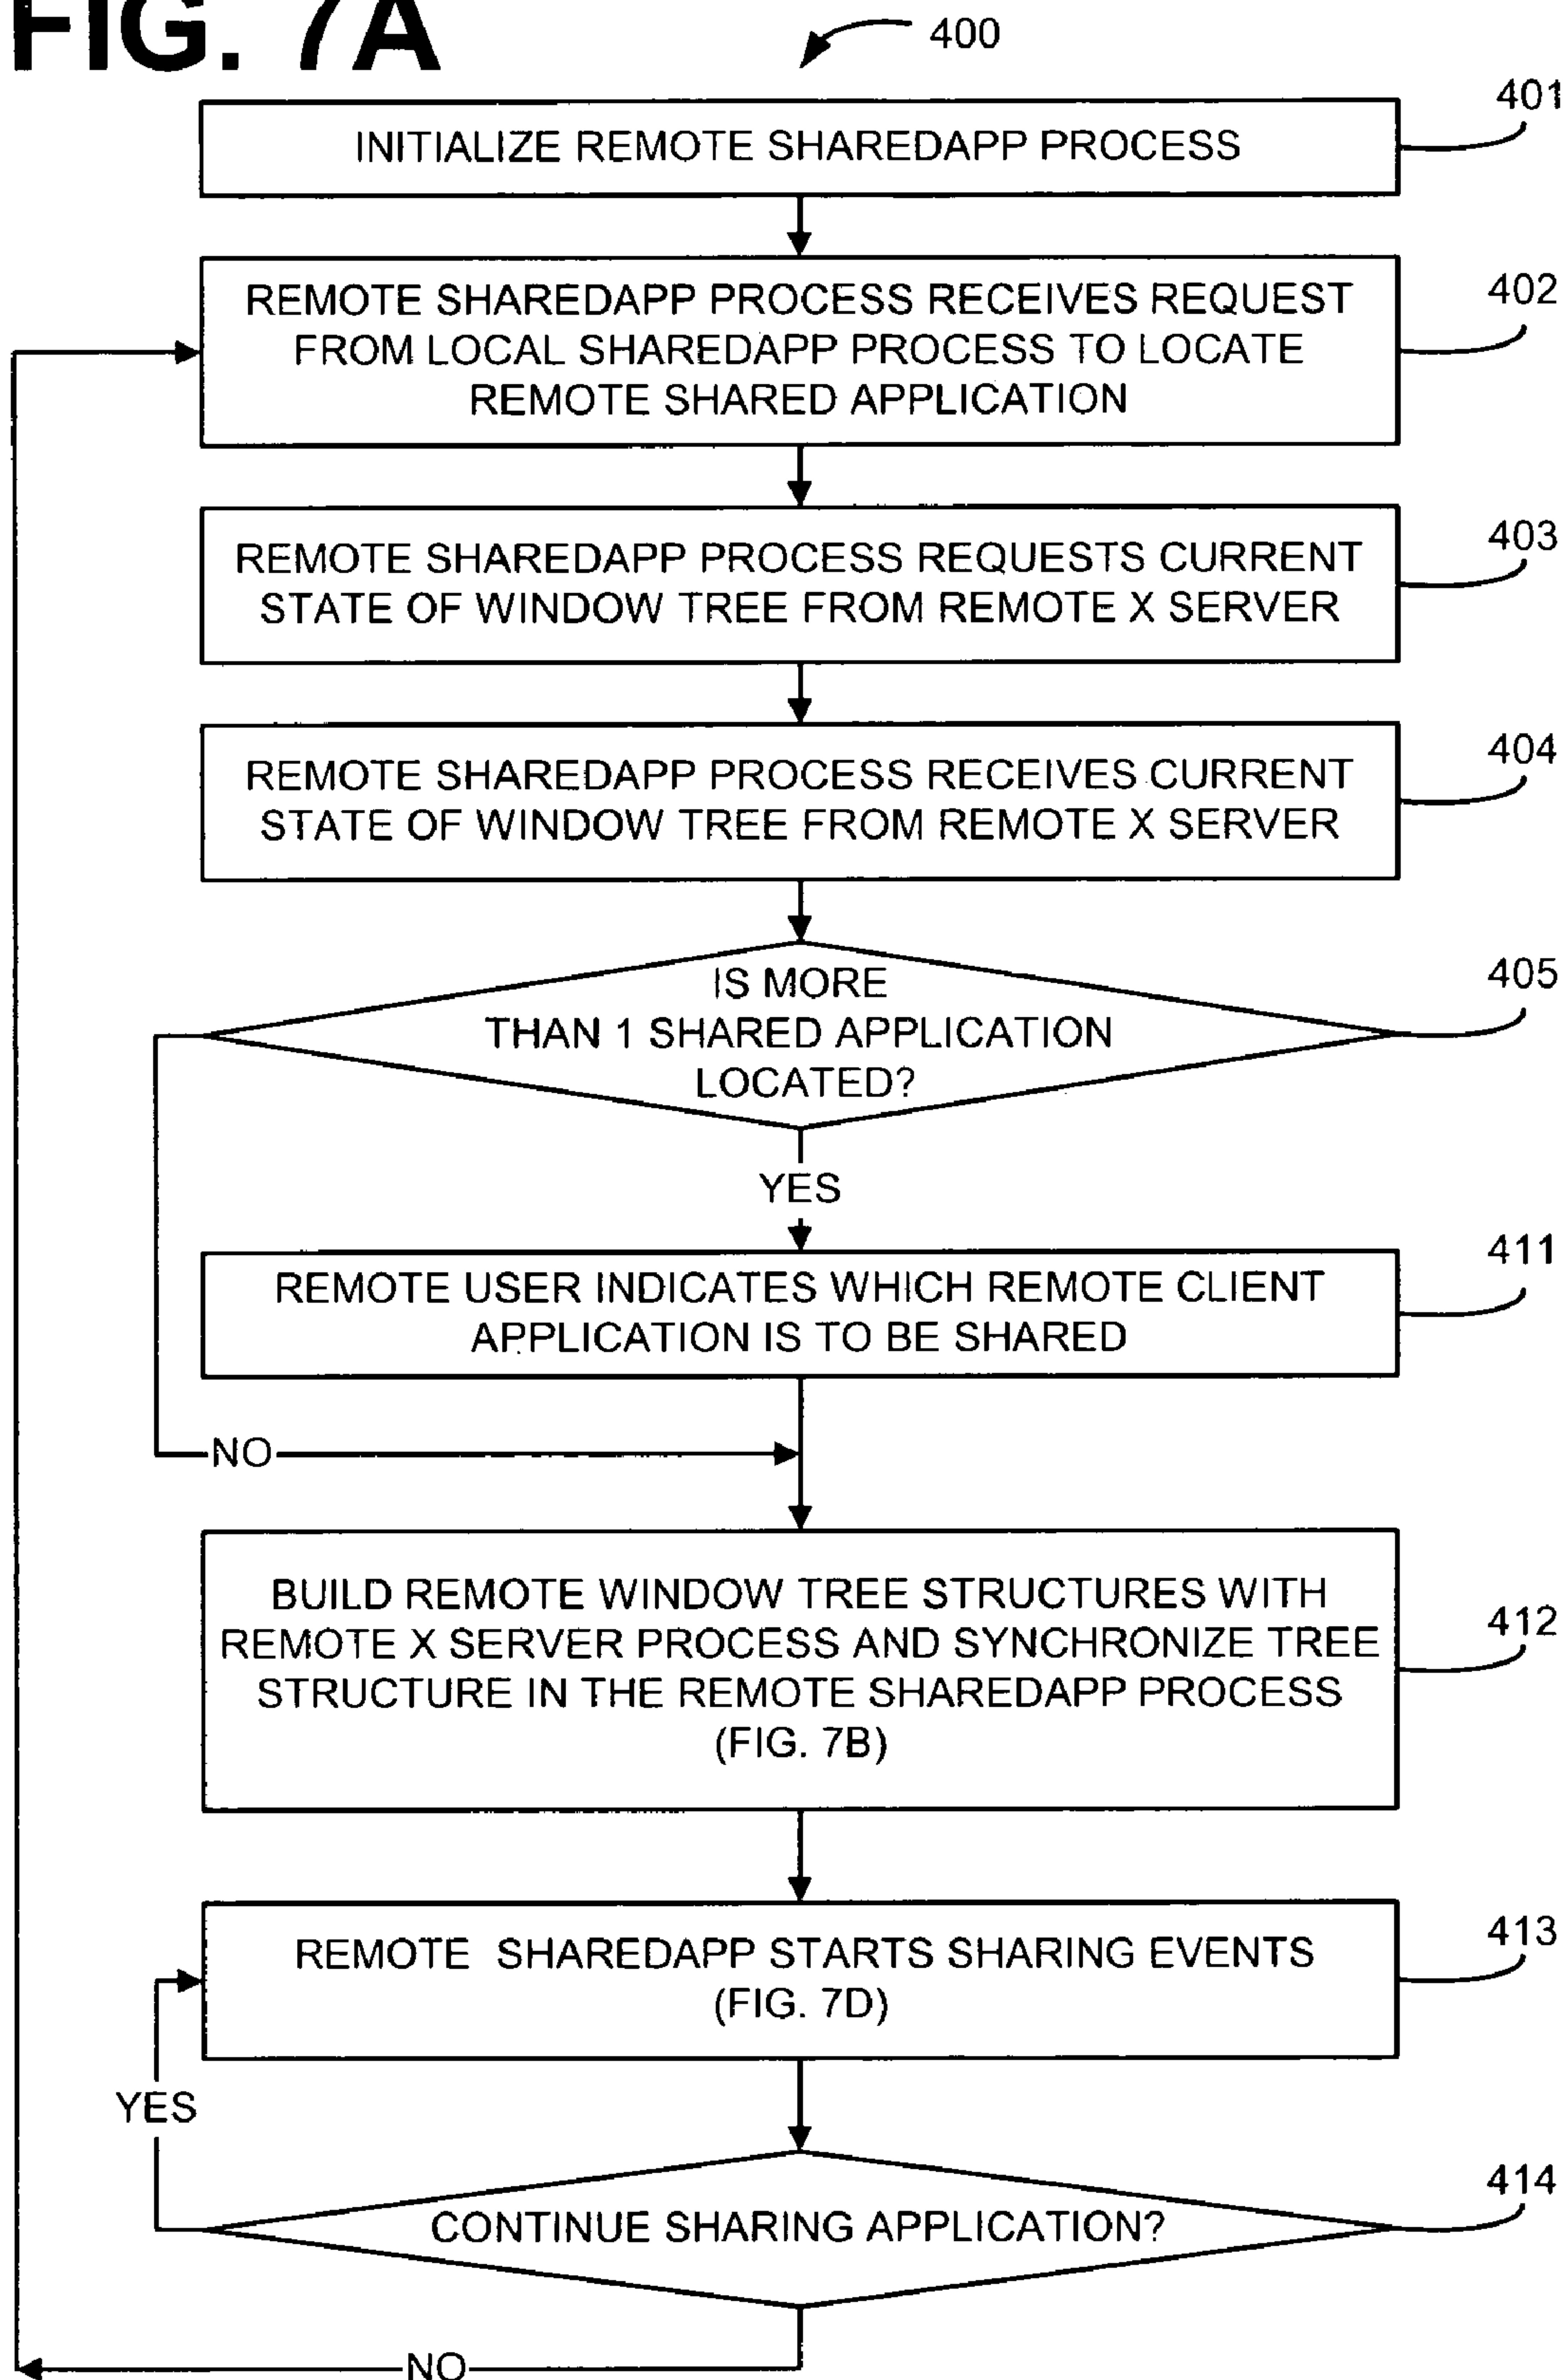 FIG. 7A
400
INITIALIZE REMOTE SHAREDAPP PROCESS
401
REMOTE SHAREDAPP PROCESS RECEIVES REQUEST
FROM LOCAL SHAREDAPP PROCESS TO LOCATE
REMOTE SHARED APPLICATION
402
REMOTE SHAREDAPP PROCESS REQUESTS CURRENT
STATE OF WINDOW TREE FROM REMOTE X SERVER
403
REMOTE SHAREDAPP PROCESS RECEIVES CURRENT
STATE OF WINDOW TREE FROM REMOTE X SERVER
404
IS MORE
THAN 1 SHARED APPLICATION
LOCATED?
405
YES
REMOTE USER INDICATES WHICH REMOTE CLIENT
APPLICATION IS TO BE SHARED
411
NO
BUILD REMOTE WINDOW TREE STRUCTURES WITH
REMOTE X SERVER PROCESS AND SYNCHRONIZE TREE
STRUCTURE IN THE REMOTE SHAREDAPP PROCESS
(FIG. 7B)
412
REMOTE SHAREDAPP STARTS SHARING EVENTS
(FIG. 7D)
413
YES
CONTINUE SHARING APPLICATION?
414
NO